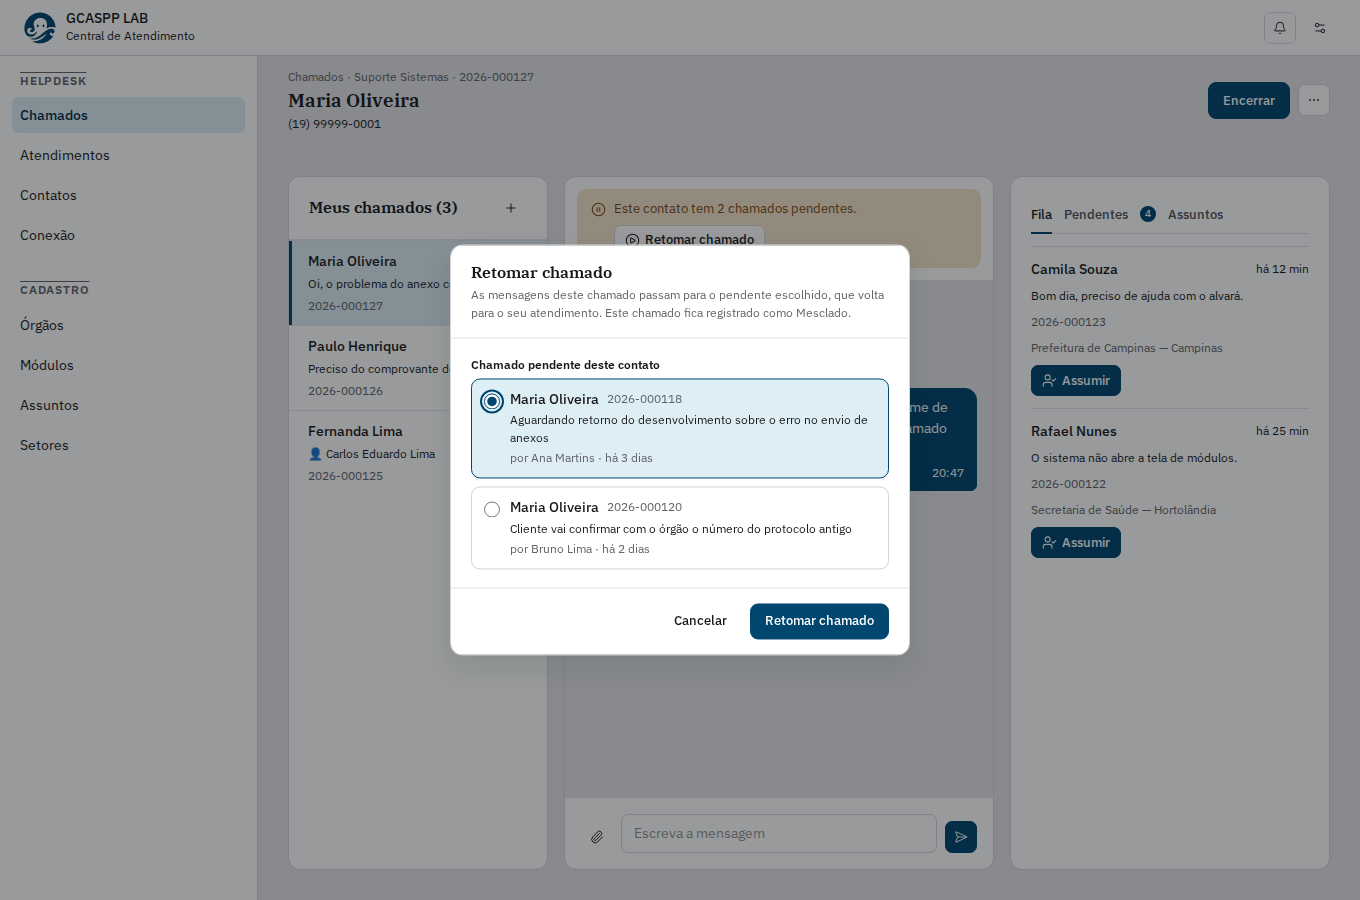 GCASPP LAB
Central de Atendimento
HELPDESK
Chamados
Atendimentos
Contatos
Conexão
CADASTRO
Órgãos
Módulos
Assuntos
Setores
Chamados · Suporte Sistemas · 2026-000127
Maria Oliveira
(19) 99999-0001
Encerrar
Meus chamados (3)
Maria Oliveira
Oi, o problema do anexo
2026-000127
Paulo Henrique
Preciso do comprovante
2026-000126
Fernanda Lima
Carlos Eduardo Lima
2026-000125
Este contato tem 2 chamados pendentes.
Retomar chamado
Retomar chamado
As mensagens deste chamado passam para o pendente escolhido, que volta
para o seu atendimento. Este chamado fica registrado como Mesclado.
Chamado pendente deste contato
Maria Oliveira 2026-000118
Aguardando retorno do desenvolvimento sobre o erro no envio de
anexos
por Ana Martins · há 3 dias
Maria Oliveira 2026-000120
Cliente vai confirmar com o órgão o número do protocolo antigo
por Bruno Lima · há 2 dias
Cancelar
Retomar chamado
me de
amado
20:47
Escreva a mensagem
Fila Pendentes 4 Assuntos
Camila Souza há 12 min
Bom dia, preciso de ajuda com o alvará.
2026-000123
Prefeitura de Campinas — Campinas
Assumir
Rafael Nunes há 25 min
O sistema não abre a tela de módulos.
2026-000122
Secretaria de Saúde — Hortolândia
Assumir